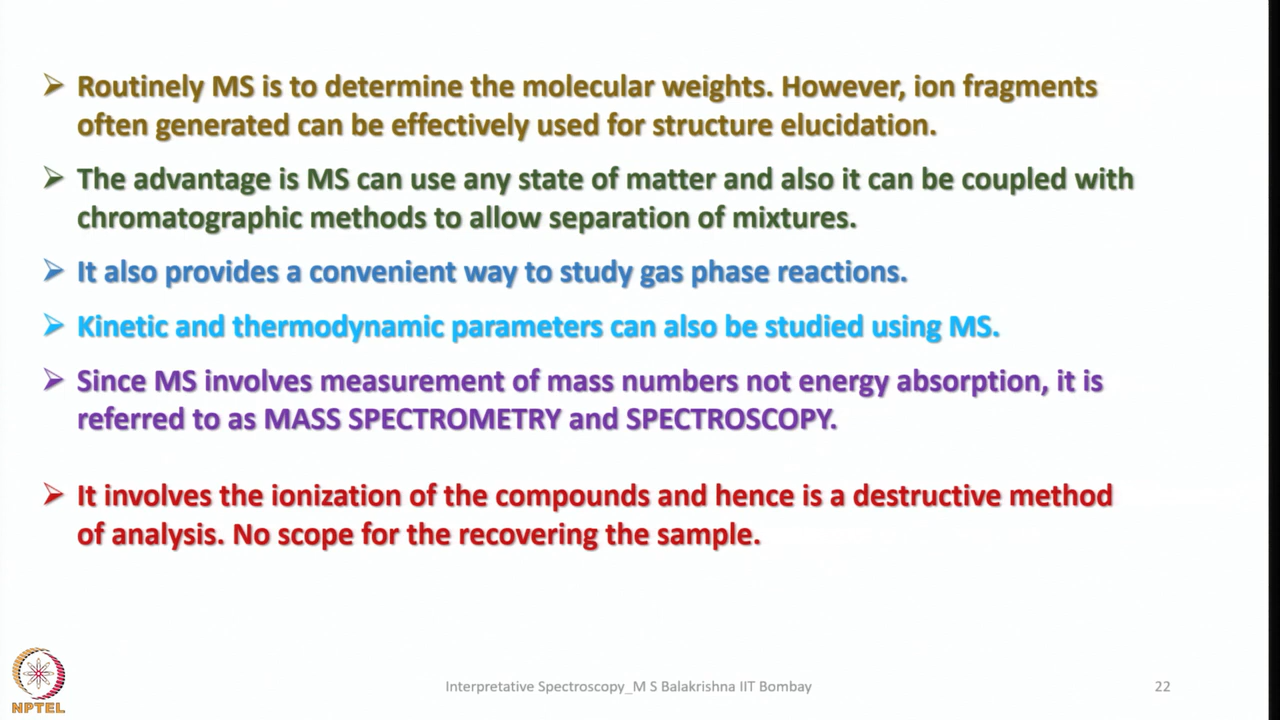 Routinely MS is to determine the molecular weights. However, ion fragments
often generated can be effectively used for structure elucidation.
The advantage is MS can use any state of matter and also it can be coupled with
chromatographic methods to allow separation of mixtures.
It also provides a convenient way to study gas phase reactions.
Kinetic and thermodynamic parameters can also be studied using MS.
Since MS involves measurement of mass numbers not energy absorption, it is
referred to as MASS SPECTROMETRY and SPECTROSCOPY.
It involves the ionization of the compounds and hence is a destructive method
of analysis. No scope for the recovering the sample.
NPTEL
Interpretative Spectroscopy_M S Balakrishna IIT Bombay
22